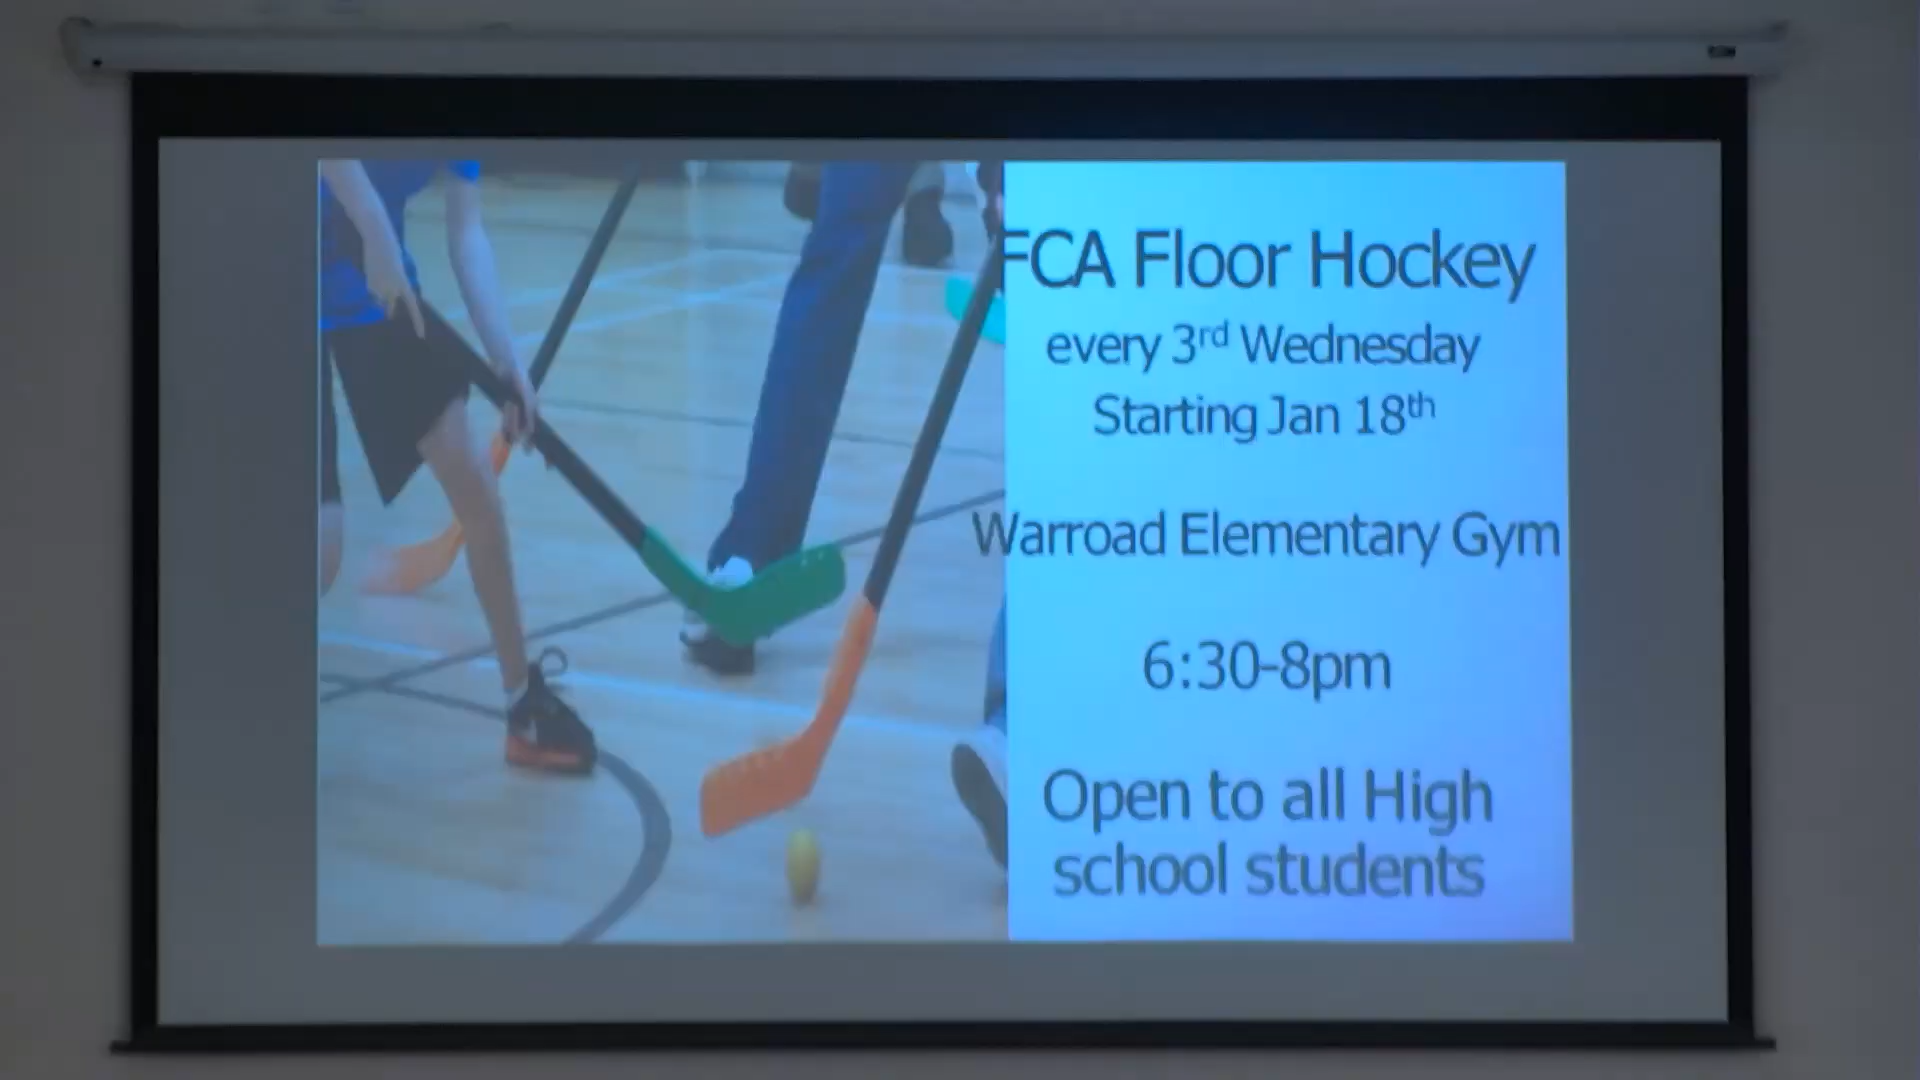 FCA Floor Hockey
every 3rd Wednesday
Starting Jan 18th
Warroad Elementary Gym
6:30-8pm
Open to all High
school students